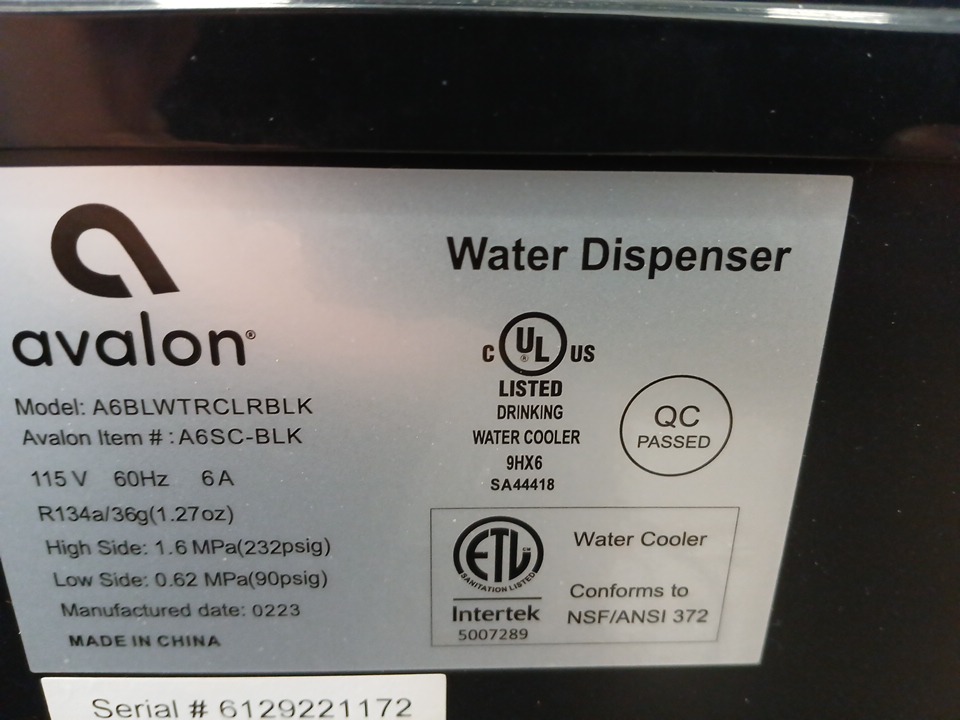 avalon®
Model: A6BLWTRCLRBLK
Avalon Item # : A6SC-BLK
115 V 60Hz 6 A
R134a/36g(1.27oz)
High Side: 1.6 MPa(232psig)
Low Side: 0.62 MPa(90psig)
Manufactured date: 0223
MADE IN CHINA
Water Dispenser
C UL® US
LISTED
DRINKING
WATER COOLER
9HX6
SA44418
QC
PASSED
ETL CM
SANITATION LISTED
Intertek
5007289
Water Cooler
Conforms to
NSF/ANSI 372
Serial # 6129221172